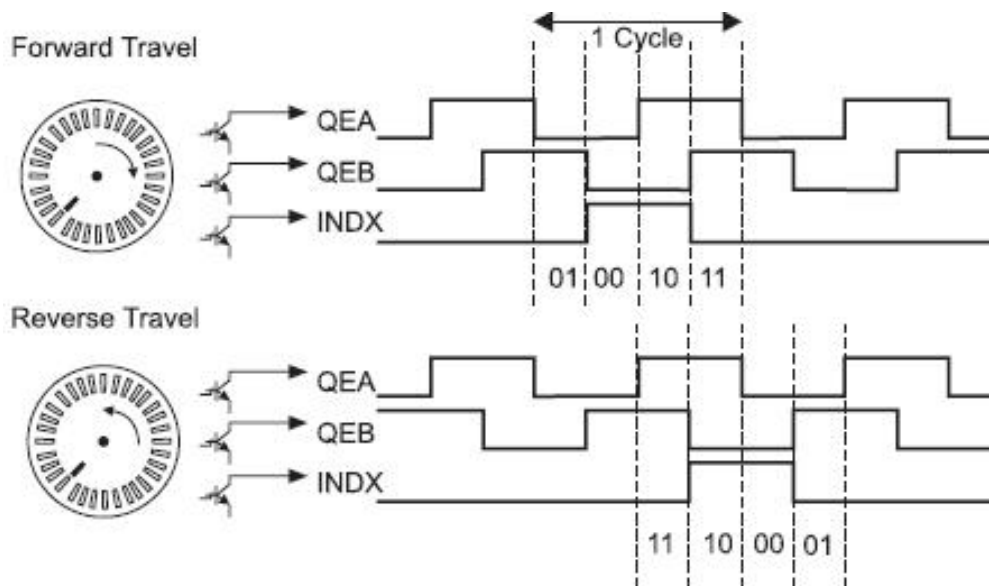 1 Cycle
Forward Travel
QEA
QEB
INDX
01 00 10 11
Reverse Travel
QEA
QEB
INDX
11 10 00 01